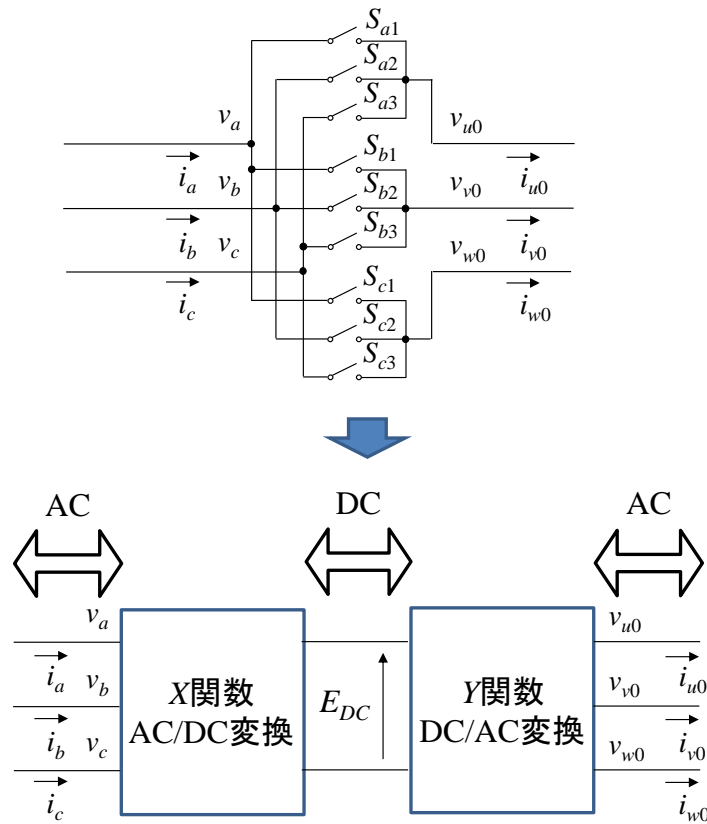 S_{a1}
S_{a2}
S_{a3}
v_a
v_{u0}
S_{b1}
i_a
v_b
S_{b2}
v_{v0}
i_{u0}
S_{b3}
i_b
v_c
v_{w0}
i_{v0}
S_{c1}
i_c
S_{c2}
i_{w0}
S_{c3}
AC
DC
AC
v_a
v_{u0}
i_a
v_b
X関数
AC/DC変換
E_{DC}
Y関数
DC/AC変換
v_{v0}
i_{u0}
i_b
v_c
v_{w0}
i_{v0}
i_c
i_{w0}